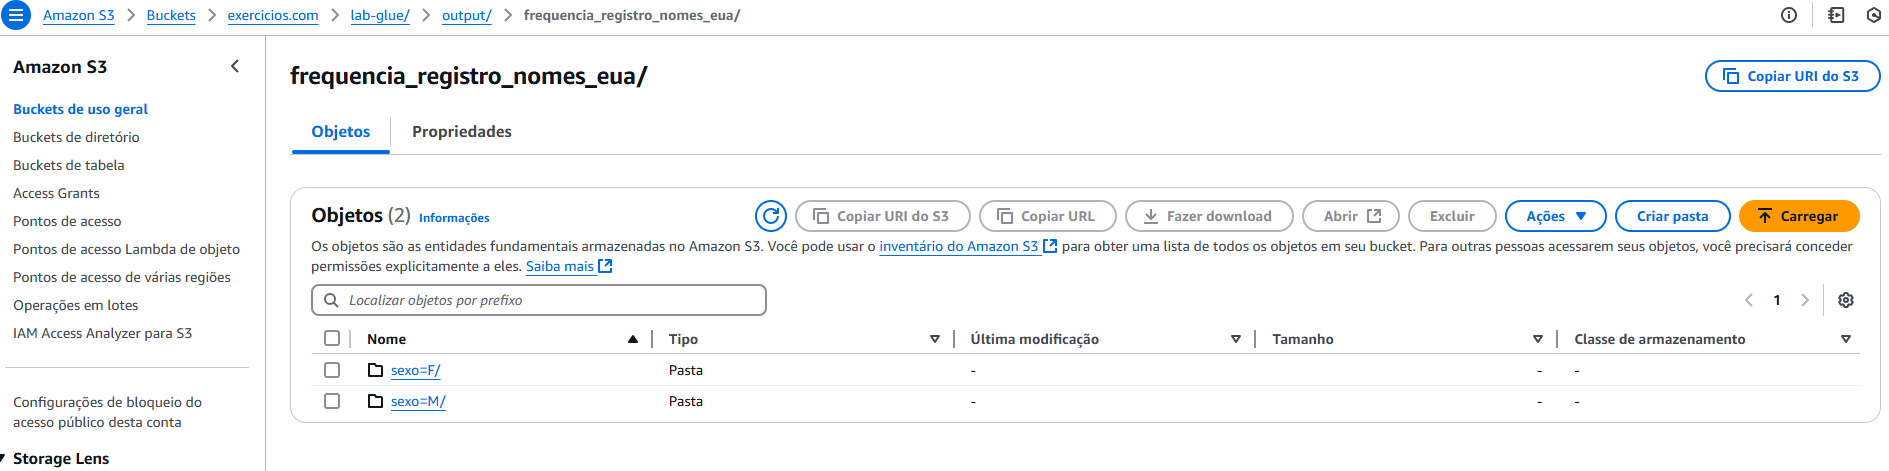 Amazon S3 > Buckets > exercicios.com > lab-glue/ > output/ > frequencia_registro_nomes_eua/
Amazon S3
Buckets de uso geral
Buckets de diretório
Buckets de tabela
Access Grants
Pontos de acesso
Pontos de acesso Lambda de objeto
Pontos de acesso de várias regiões
Operações em lotes
IAM Access Analyzer para S3
Configurações de bloqueio do
acesso público desta conta
Storage Lens
frequencia_registro_nomes_eua/
Copiar URI do S3
Objetos Propriedades
Objetos (2) Informações
Copiar URI do S3 Copiar URL Fazer download Abrir Excluir Ações Criar pasta Carregar
Os objetos são as entidades fundamentais armazenadas no Amazon S3. Você pode usar o inventário do Amazon S3 para obter uma lista de todos os objetos em seu bucket. Para outras pessoas acessarem seus objetos, você precisará conceder
permissões explicitamente a eles. Saiba mais
Localizar objetos por prefixo
1
Nome Tipo Última modificação Tamanho Classe de armazenamento
sexo=F/ Pasta - - -
sexo=M/ Pasta - - -